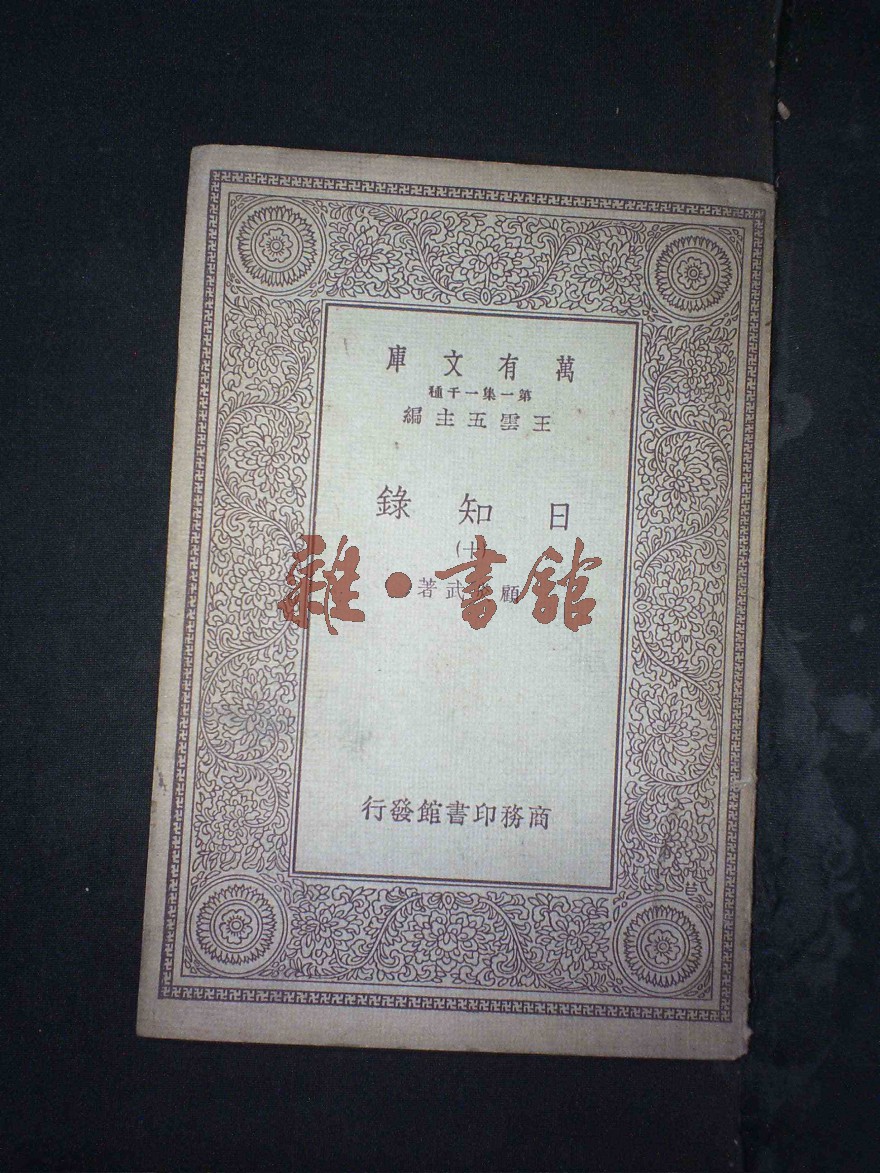 萬有文庫
第一集一千種
王雲五主編
日知錄
(十)
顧炎武著
雜·書館
商務印書館發行